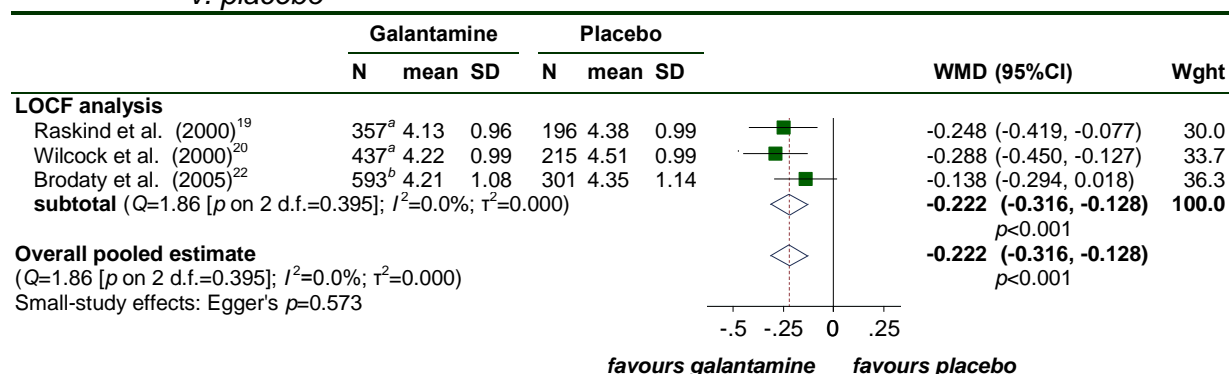 v. placebo
Galantamine Placebo
N mean SD N mean SD WMD (95%CI) Wght
LOCF analysis
Raskind et al. (2000)19 357a 4.13 0.96 196 4.38 0.99 -0.248 (-0.419, -0.077) 30.0
Wilcock et al. (2000)20 437a 4.22 0.99 215 4.51 0.99 -0.288 (-0.450, -0.127) 33.7
Brodaty et al. (2005)22 593b 4.21 1.08 301 4.35 1.14 -0.138 (-0.294, 0.018) 36.3
subtotal (Q=1.86 [p on 2 d.f.=0.395]; I2=0.0%; τ2=0.000) -0.222 (-0.316, -0.128) 100.0
p<0.001
Overall pooled estimate -0.222 (-0.316, -0.128)
(Q=1.86 [p on 2 d.f.=0.395]; I2=0.0%; τ2=0.000) p<0.001
Small-study effects: Egger's p=0.573
-.5 -.25 0 .25
favours galantamine favours placebo